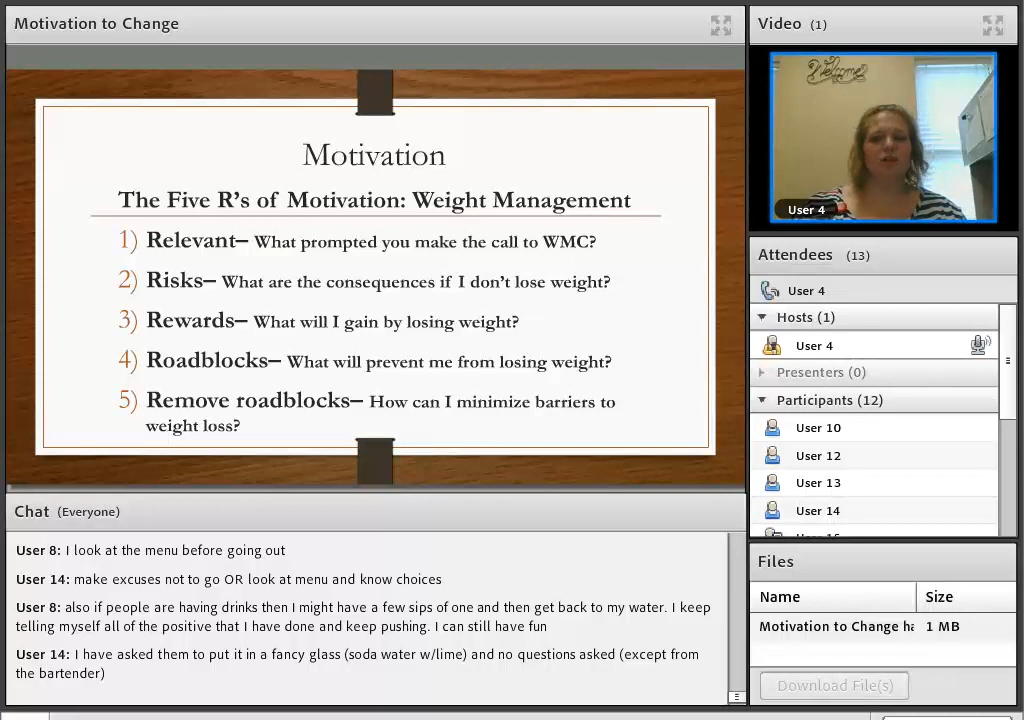 Motivation to Change
Motivation
The Five R's of Motivation: Weight Management
1) Relevant– What prompted you make the call to WMC?
2) Risks– What are the consequences if I don't lose weight?
3) Rewards– What will I gain by losing weight?
4) Roadblocks– What will prevent me from losing weight?
5) Remove roadblocks– How can I minimize barriers to
weight loss?
Chat (Everyone)
User 8: I look at the menu before going out
User 14: make excuses not to go OR look at menu and know choices
User 8: also if people are having drinks then I might have a few sips of one and then get back to my water. I keep
telling myself all of the positive that I have done and keep pushing. I can still have fun
User 14: I have asked them to put it in a fancy glass (soda water w/lime) and no questions asked (except from
the bartender)
Video (1)
Welcome
User 4
Attendees (13)
User 4
Hosts (1)
User 4
Presenters (0)
Participants (12)
User 10
User 12
User 13
User 14
Files
Name Size
Motivation to Change ha 1 MB
Download File(s)